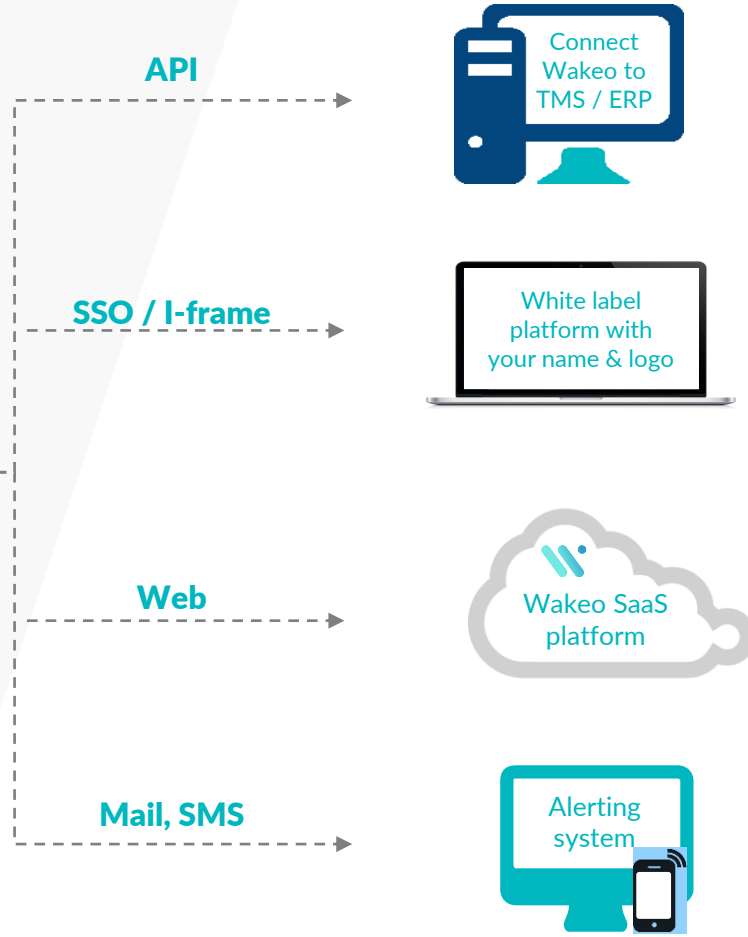 API
Connect
Wakeo to
TMS / ERP
SSO / I-frame
White label
platform with
your name & logo
Web
Wakeo SaaS
platform
Mail, SMS
Alerting
system